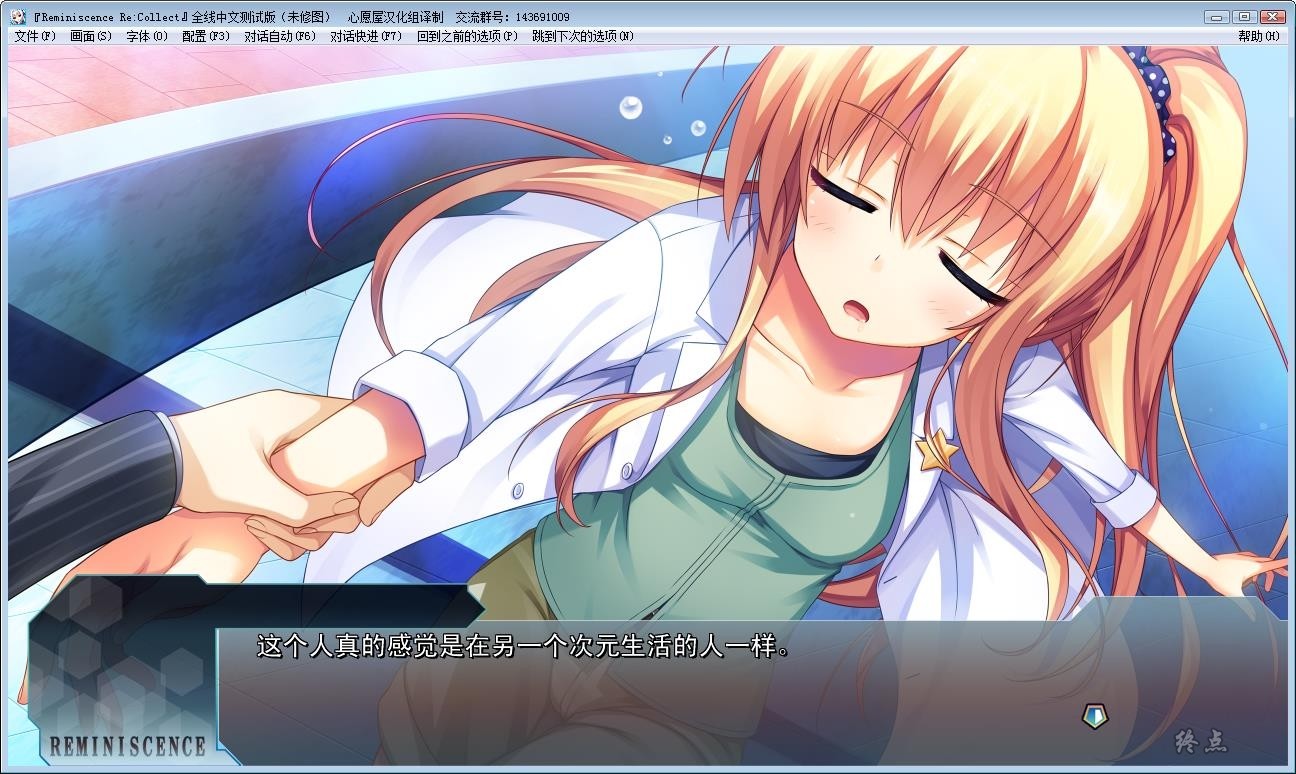 『Reminiscence Re:Collect』全线中文测试版（未修图） 心愿屋汉化组译制 交流群号：143691009
文件(F) 画面(S) 字体(O) 配置(F3) 对话自动(F6) 对话快进(F7) 回到之前的选项(P) 跳到下次的选项(N) 帮助(H)
这个人真的感觉是在另一个次元生活的人一样。
REMINISCENCE
终点